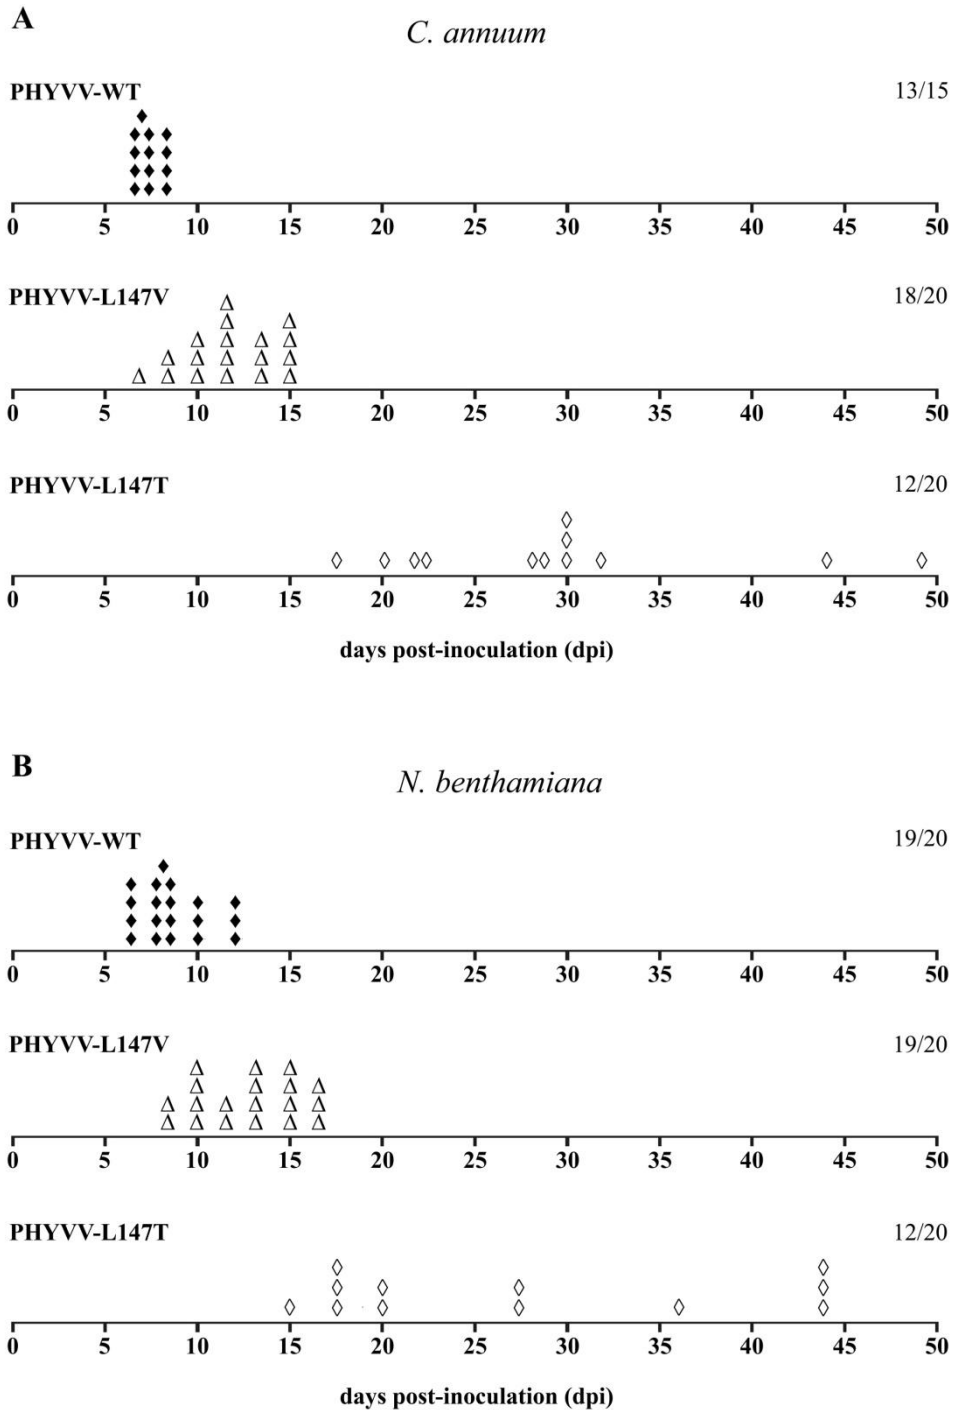 A
C. annuum
PHYVV-WT 13/15
0 5 10 15 20 25 30 35 40 45 50
PHYVV-L147V 18/20
0 5 10 15 20 25 30 35 40 45 50
PHYVV-L147T 12/20
0 5 10 15 20 25 30 35 40 45 50
days post-inoculation (dpi)
B
N. benthamiana
PHYVV-WT 19/20
0 5 10 15 20 25 30 35 40 45 50
PHYVV-L147V 19/20
0 5 10 15 20 25 30 35 40 45 50
PHYVV-L147T 12/20
0 5 10 15 20 25 30 35 40 45 50
days post-inoculation (dpi)